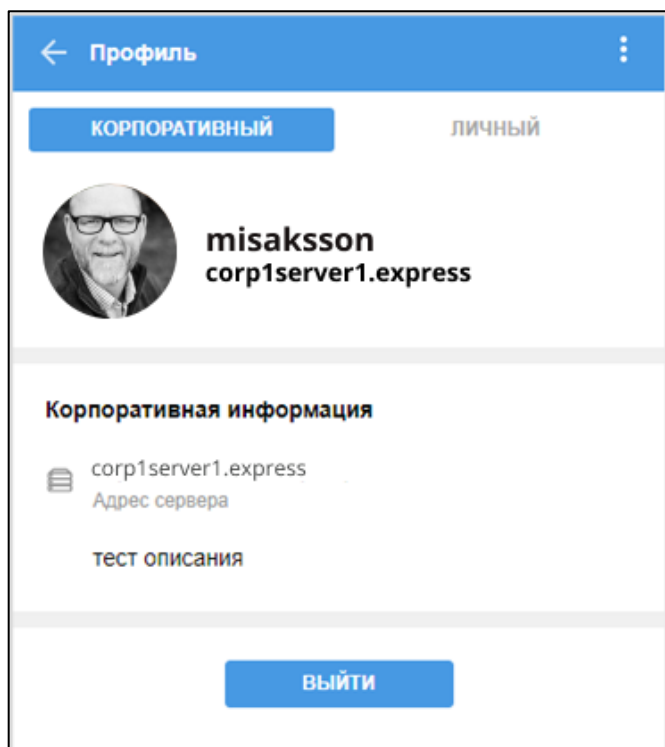 Профиль
КОРПОРАТИВНЫЙ
ЛИЧНЫЙ
misaksson
corp1server1.express
Корпоративная информация
corp1server1.express
Адрес сервера
тест описания
ВЫЙТИ